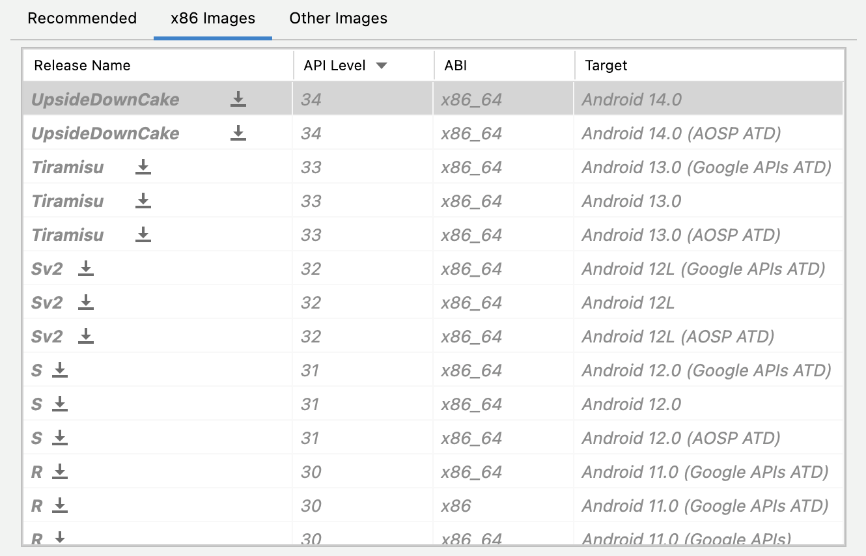 Recommended x86 Images Other Images
Release Name API Level ABI Target
UpsideDownCake 34 x86_64 Android 14.0
UpsideDownCake 34 x86_64 Android 14.0 (AOSP ATD)
Tiramisu 33 x86_64 Android 13.0 (Google APIs ATD)
Tiramisu 33 x86_64 Android 13.0
Tiramisu 33 x86_64 Android 13.0 (AOSP ATD)
Sv2 32 x86_64 Android 12L (Google APIs ATD)
Sv2 32 x86_64 Android 12L
Sv2 32 x86_64 Android 12L (AOSP ATD)
S 31 x86_64 Android 12.0 (Google APIs ATD)
S 31 x86_64 Android 12.0
S 31 x86_64 Android 12.0 (AOSP ATD)
R 30 x86_64 Android 11.0 (Google APIs ATD)
R 30 x86 Android 11.0 (Google APIs ATD)
R 30 x86_64 Android 11.0 (Google APIs)